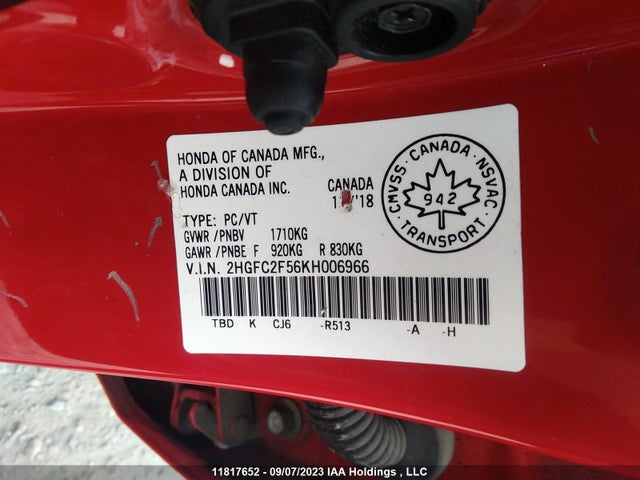 HONDA OF CANADA MFG.,
A DIVISION OF
HONDA CANADA INC.
CANADA
'18
CMVSS · CANADA · NSVAC
942
TRANSPORT
TYPE: PC/VT
GVWR/PNBV 1710KG
GAWR/PNBE F 920KG R 830KG
V.I.N. 2HGFC2F56KH006966
TBD K CJ6 -R513 -A -H
11817652 - 09/07/2023 IAA Holdings , LLC